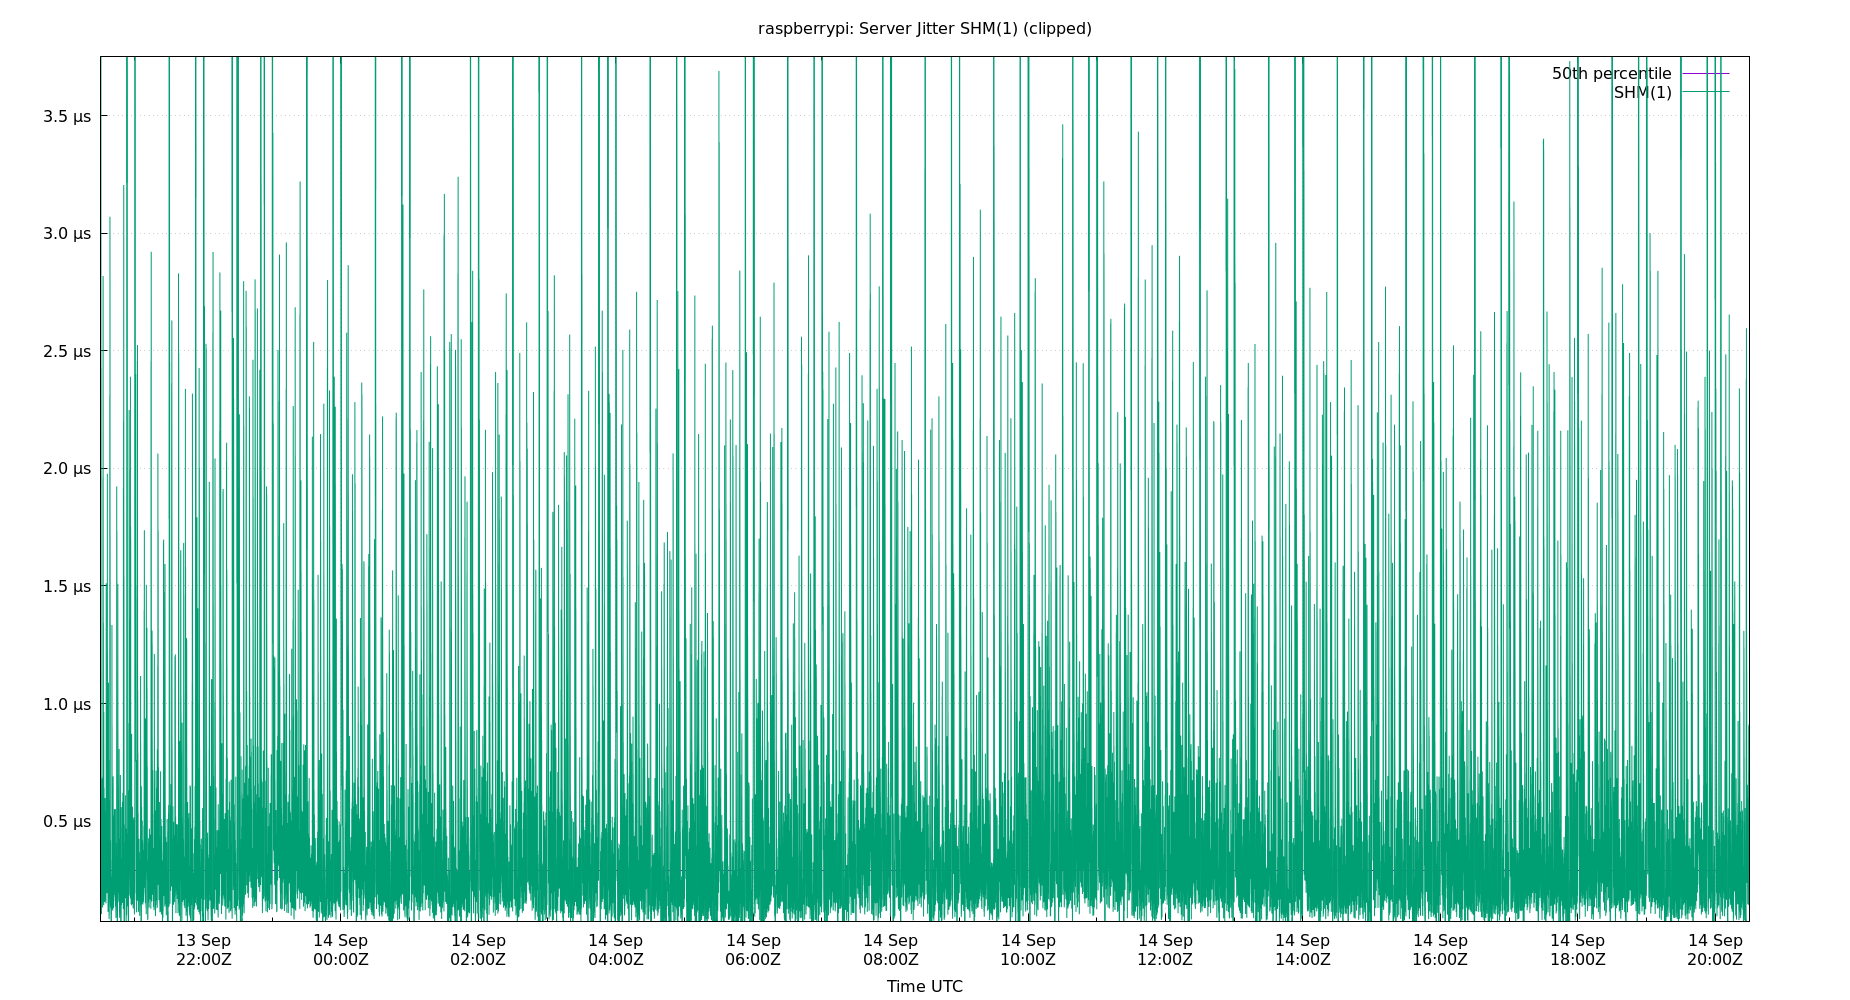 raspberrypi: Server Jitter SHM(1) (clipped)
50th percentile
SHM(1)
3.5 µs
3.0 µs
2.5 µs
2.0 µs
1.5 µs
1.0 µs
0.5 µs
13 Sep 14 Sep 14 Sep 14 Sep 14 Sep 14 Sep 14 Sep 14 Sep 14 Sep 14 Sep 14 Sep 14 Sep
22:00Z 00:00Z 02:00Z 04:00Z 06:00Z 08:00Z 10:00Z 12:00Z 14:00Z 16:00Z 18:00Z 20:00Z
Time UTC